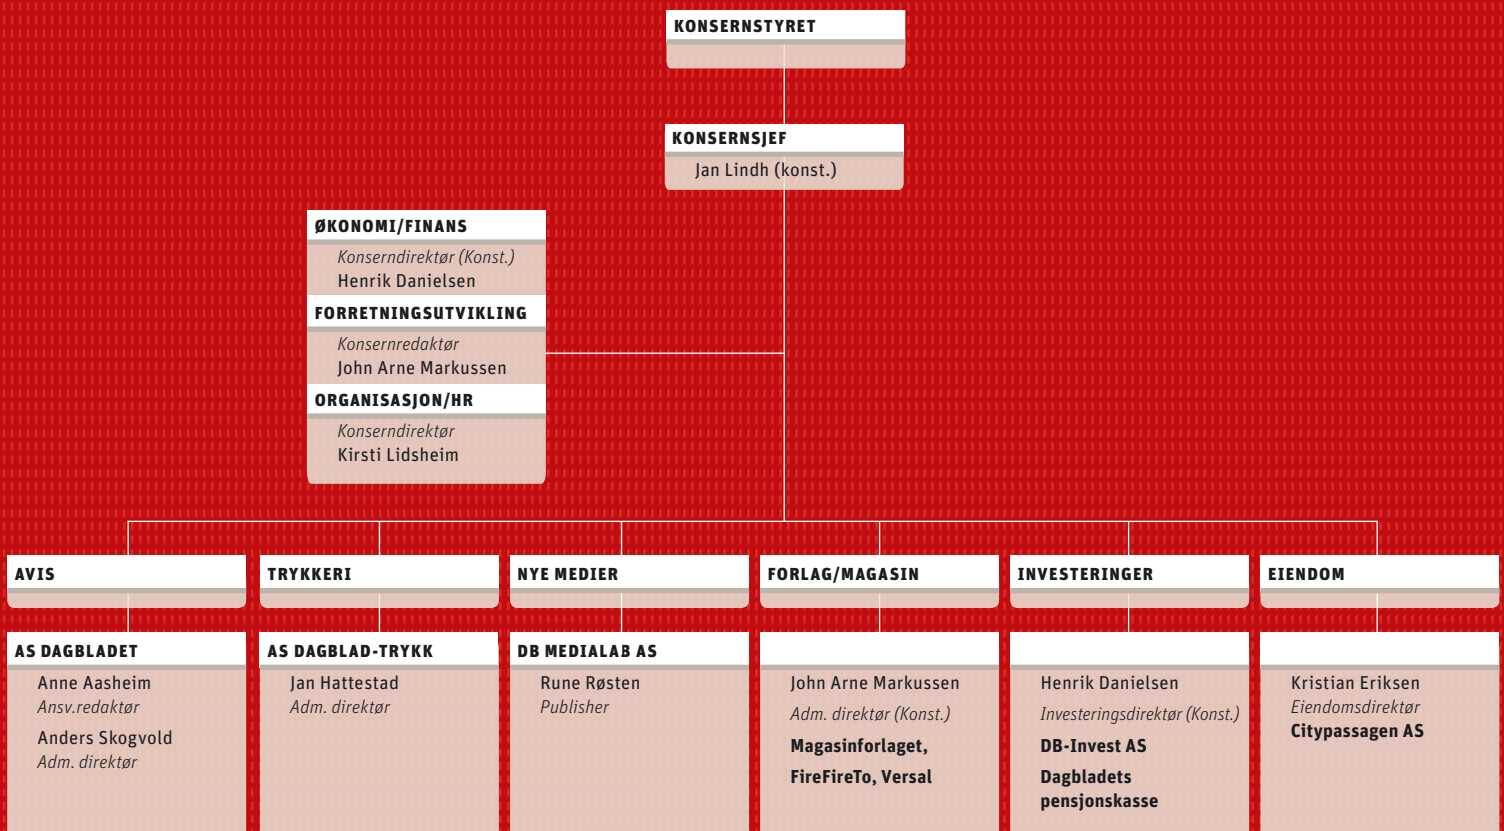 KONSERNSTYRET
KONSERNSJEF
Jan Lindh (konst.)
ØKONOMI/FINANS
Konserndirektør (Konst.)
Henrik Danielsen
FORRETNINGSUTVIKLING
Konsernredaktør
John Arne Markussen
ORGANISASJON/HR
Konserndirektør
Kirsti Lidsheim
AVIS
AS DAGBLADET
Anne Aasheim
Ansv.redaktør
Anders Skogvold
Adm. direktør
TRYKKERI
AS DAGBLAD-TRYKK
Jan Hattestad
Adm. direktør
NYE MEDIER
DB MEDIALAB AS
Rune Røsten
Publisher
FORLAG/MAGASIN
John Arne Markussen
Adm. direktør (Konst.)
Magasinforlaget,
FireFireTo, Versal
INVESTERINGER
Henrik Danielsen
Investeringsdirektør (Konst.)
DB-Invest AS
Dagbladets
pensjonskasse
EIENDOM
Kristian Eriksen
Eiendomsdirektør
Citypassagen AS